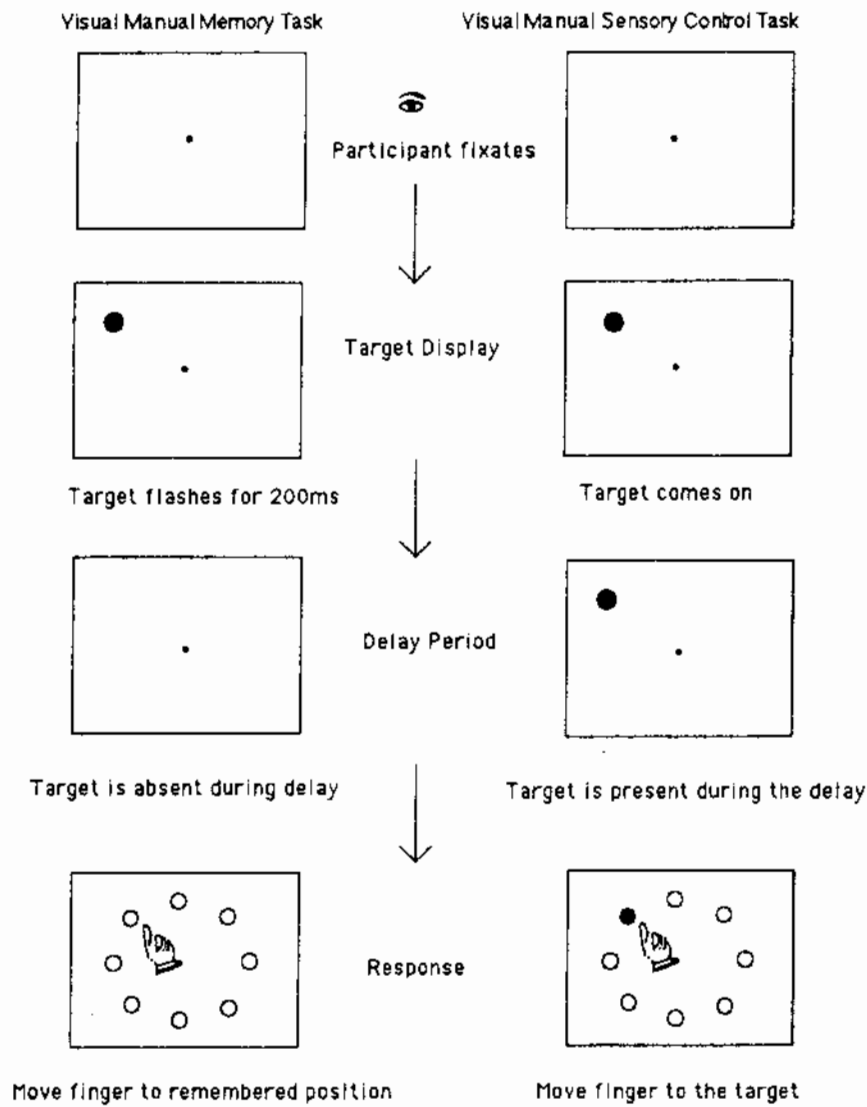 Visual Manual Memory Task
Visual Manual Sensory Control Task
Participant fixates
Target Display
Target flashes for 200ms
Target comes on
Delay Period
Target is absent during delay
Target is present during the delay
Response
Move finger to remembered position
Move finger to the target